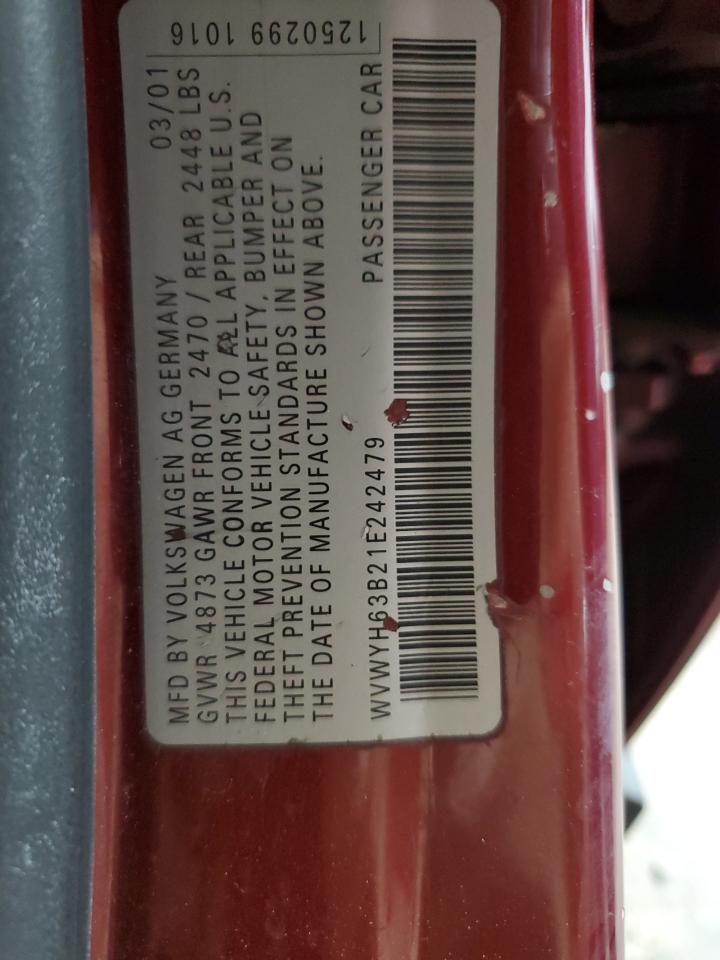 MFD BY VOLKSWAGEN AG GERMANY 03/01
GVWR 4873 GAWR FRONT 2470 / REAR 2448 LBS
THIS VEHICLE CONFORMS TO ALL APPLICABLE U.S.
FEDERAL MOTOR VEHICLE SAFETY, BUMPER AND
THEFT PREVENTION STANDARDS IN EFFECT ON
THE DATE OF MANUFACTURE SHOWN ABOVE.
WVWYH63B21E242479 PASSENGER CAR
1250299 1016